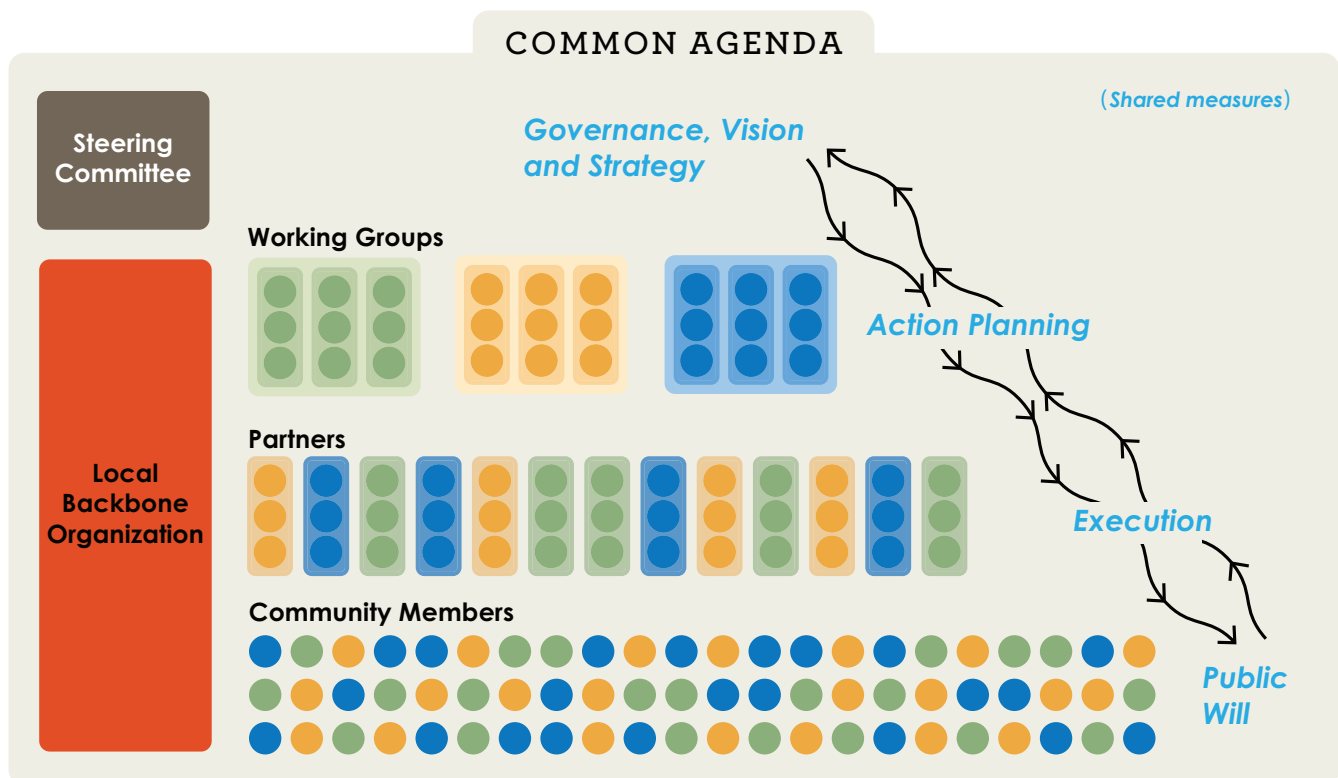 COMMON AGENDA
(Shared measures)
Steering
Committee
Governance, Vision
and Strategy
Working Groups
Action Planning
Partners
Local
Backbone
Organization
Execution
Community Members
Public
Will